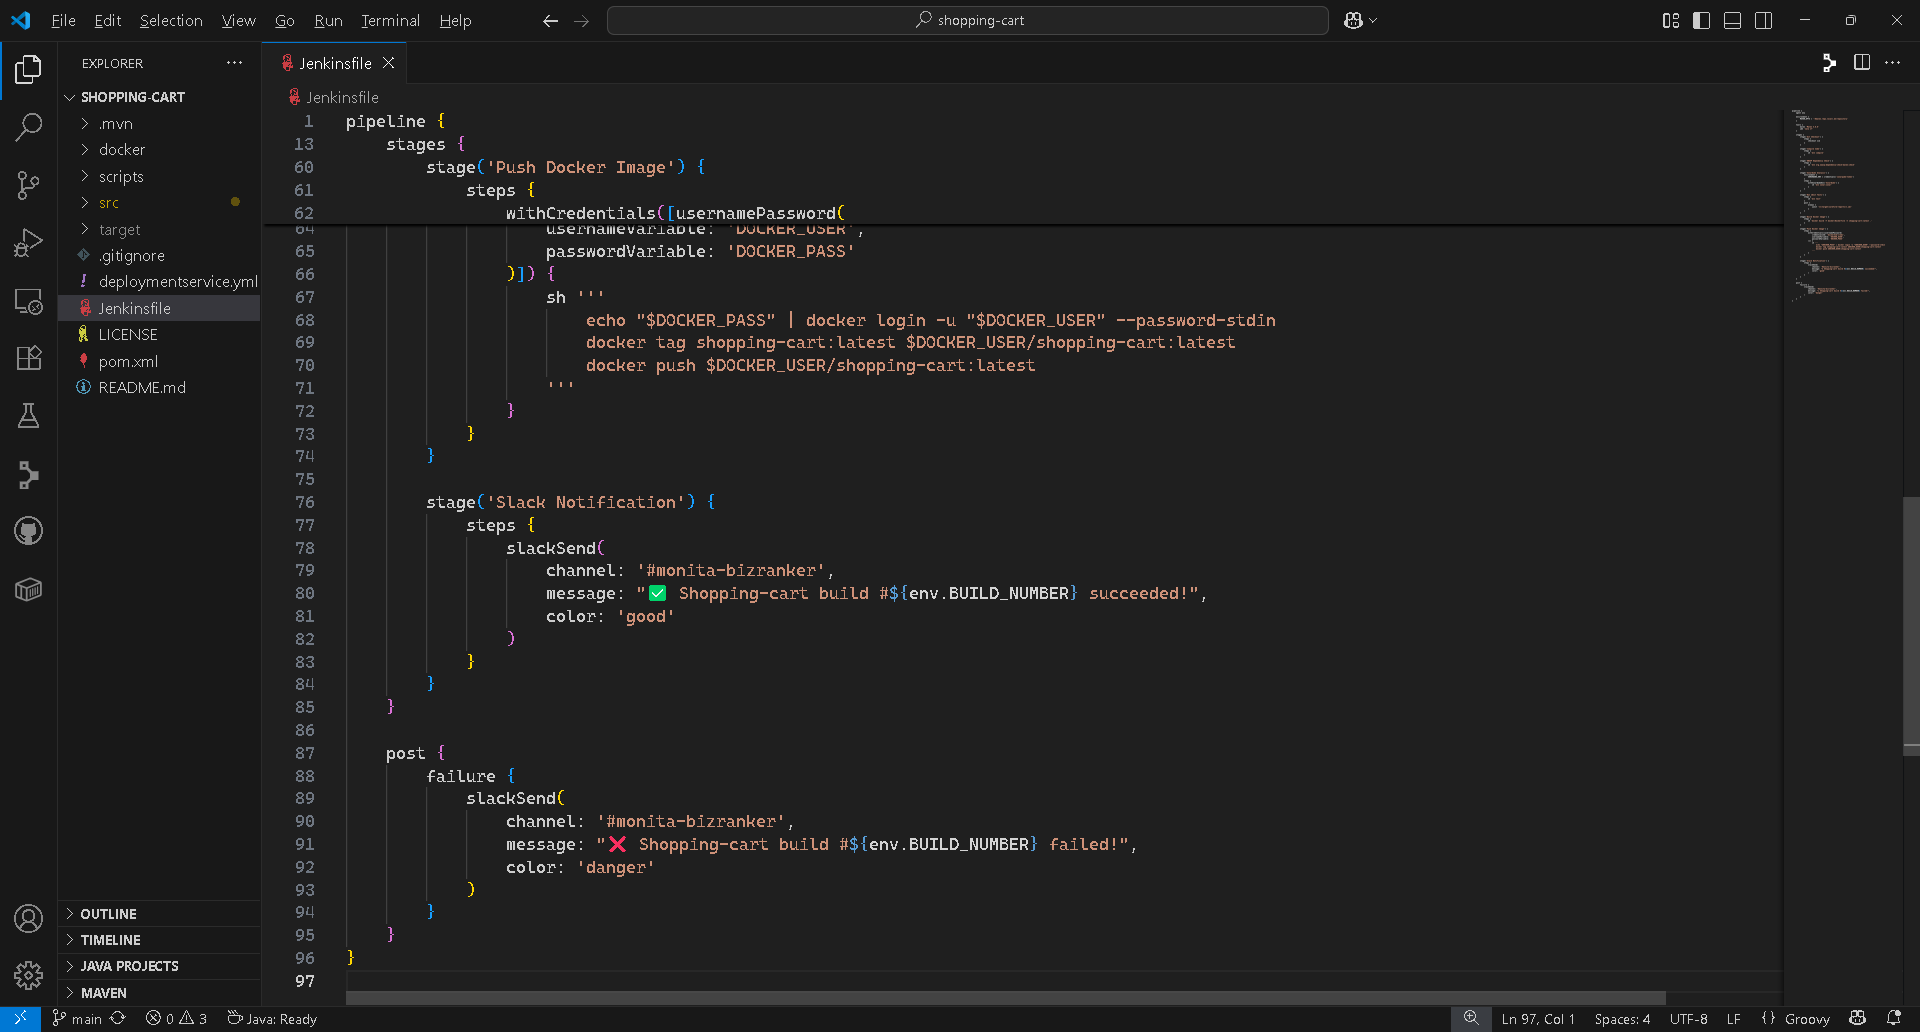 File Edit Selection View Go Run Terminal Help
shopping-cart
EXPLORER
Jenkinsfile
SHOPPING-CART
.mvn
docker
scripts
src
target
.gitignore
deploymentservice.yml
Jenkinsfile
LICENSE
pom.xml
README.md
OUTLINE
TIMELINE
JAVA PROJECTS
MAVEN
Jenkinsfile
1 pipeline {
13 stages {
60 stage('Push Docker Image') {
61 steps {
62 withCredentials([usernamePassword(
64 usernameVariable: 'DOCKER_USER',
65 passwordVariable: 'DOCKER_PASS'
66 )]) {
67 sh '''
68 echo "$DOCKER_PASS" | docker login -u "$DOCKER_USER" --password-stdin
69 docker tag shopping-cart:latest $DOCKER_USER/shopping-cart:latest
70 docker push $DOCKER_USER/shopping-cart:latest
71 '''
72 }
73 }
74 }
75
76 stage('Slack Notification') {
77 steps {
78 slackSend(
79 channel: '#monita-bizranker',
80 message: "✅ Shopping-cart build #${env.BUILD_NUMBER} succeeded!",
81 color: 'good'
82 )
83 }
84 }
85 }
86
87 post {
88 failure {
89 slackSend(
90 channel: '#monita-bizranker',
91 message: "❌ Shopping-cart build #${env.BUILD_NUMBER} failed!",
92 color: 'danger'
93 )
94 }
95 }
96 }
97
main 0 3 Java: Ready Ln 97, Col 1 Spaces: 4 UTF-8 LF {} Groovy